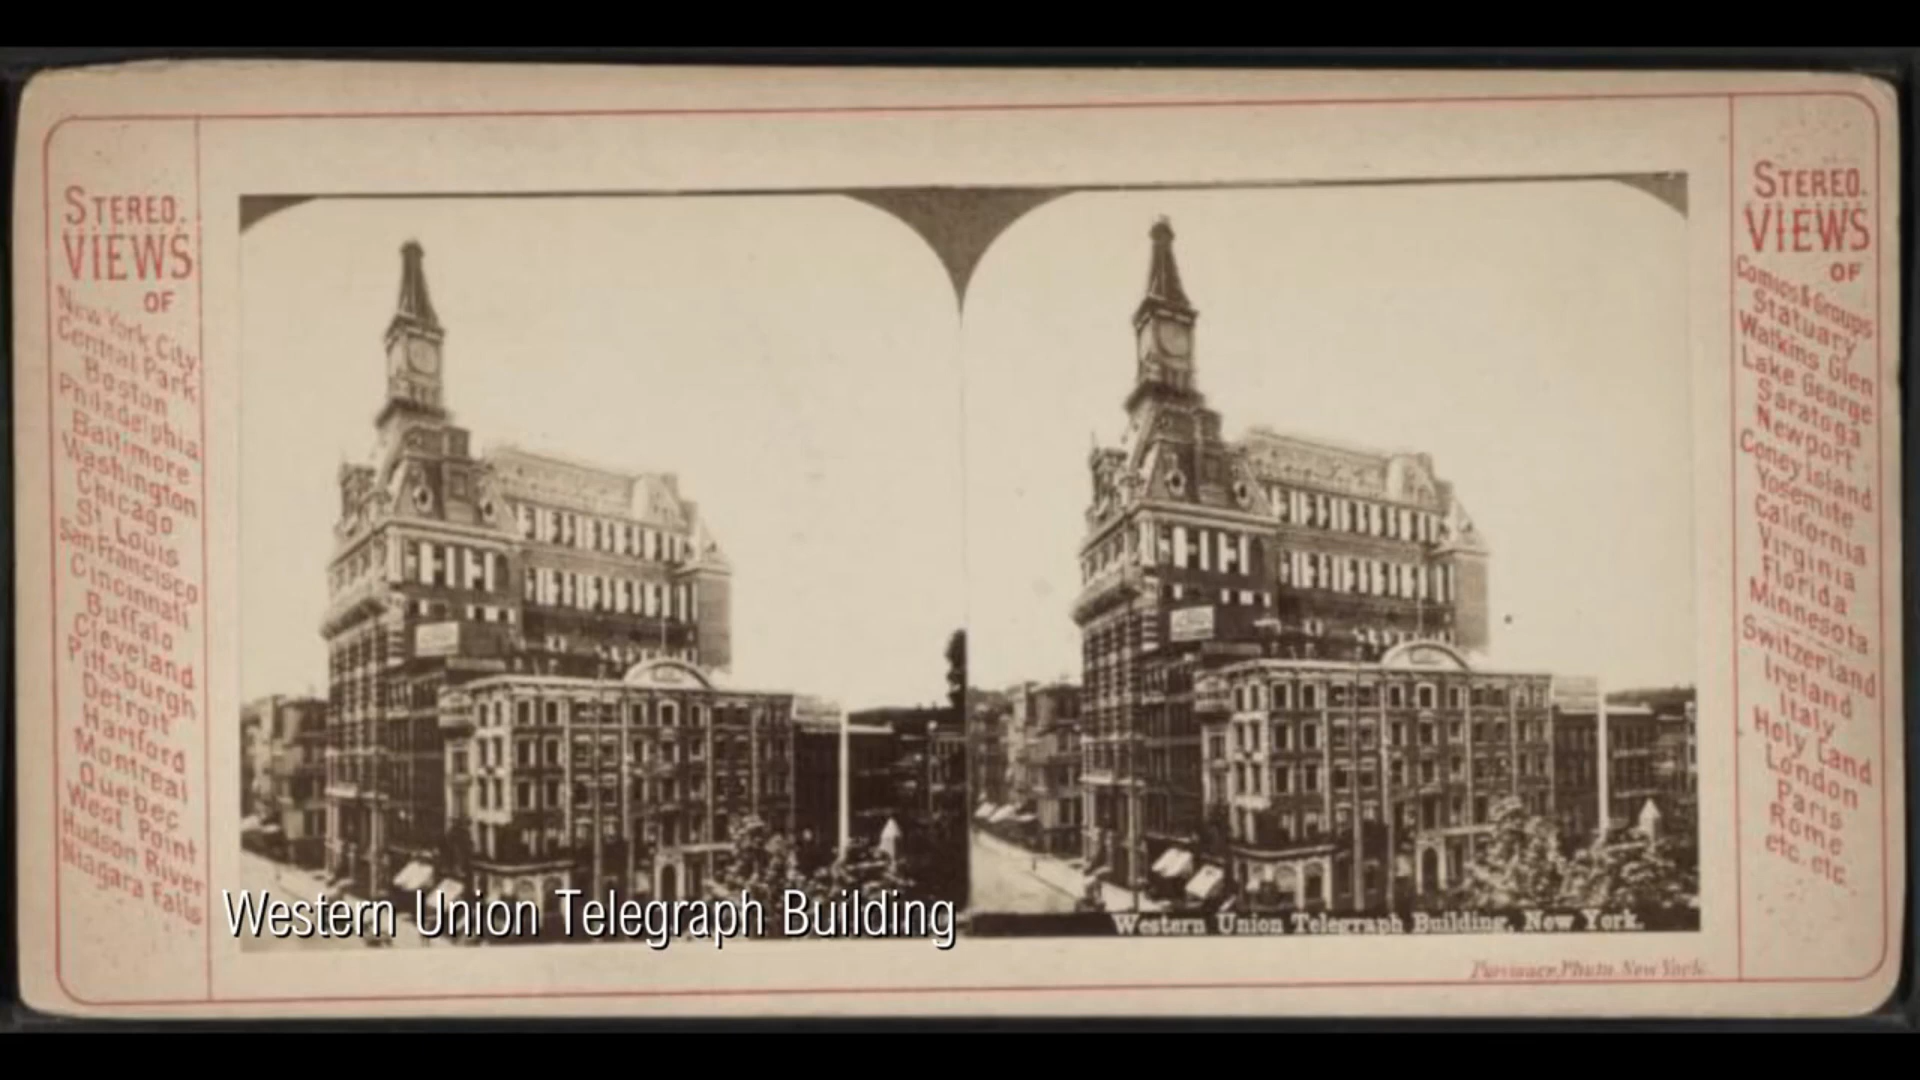 STEREO.
VIEWS
OF
New York City
Central Park
Boston
Philadelphia
Baltimore
Washington
Chicago
St. Louis
San Francisco
Cincinnati
Buffalo
Cleveland
Pittsburgh
Detroit
Hartford
Montreal
Quebec
West Point
Hudson River
Niagara Falls
Western Union Telegraph Building
Western Union Telegraph Building, New York.
Photo. New York.
STEREO.
VIEWS
OF
Comics & Groups
Statuary
Watkins Glen
Lake George
Saratoga
Newport
Coney Island
Yosemite
California
Virginia
Florida
Minnesota
Switzerland
Ireland
Italy
Holy Land
London
Paris
Rome
etc. etc.